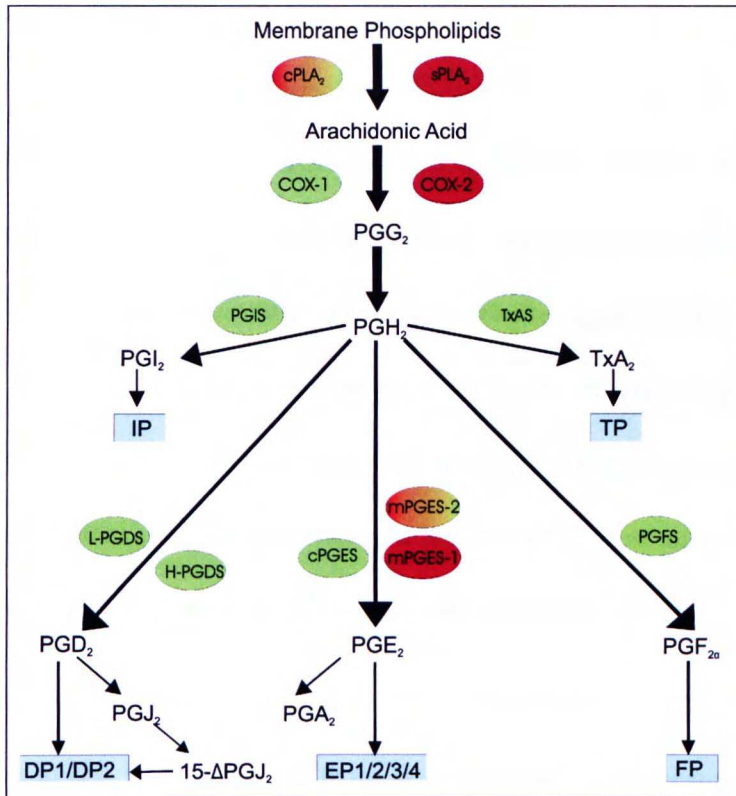 Membrane Phospholipids
cPLA₂ sPLA₂
Arachidonic Acid
COX-1 COX-2
PGG₂
PGIS TxAS
PGH₂
PGI₂ TxA₂
IP TP
mPGES-2
L-PGDS cPGES mPGES-1 PGFS
H-PGDS
PGD₂ PGE₂ PGF₂α
PGJ₂ PGA₂
DP1/DP2 15-ΔPGJ₂ EP1/2/3/4 FP